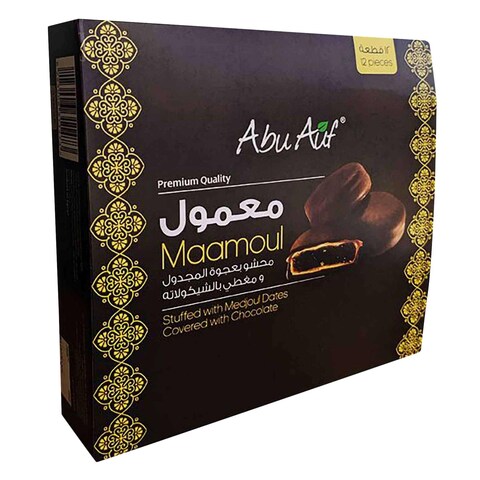 ١٢ قطعة
12 pieces
Abu Auf®
Premium Quality
معمول
Maamoul
محشو بعجوة المجدول
و مغطي بالشيكولاته
Stuffed with Medjoul Dates
Covered with Chocolate